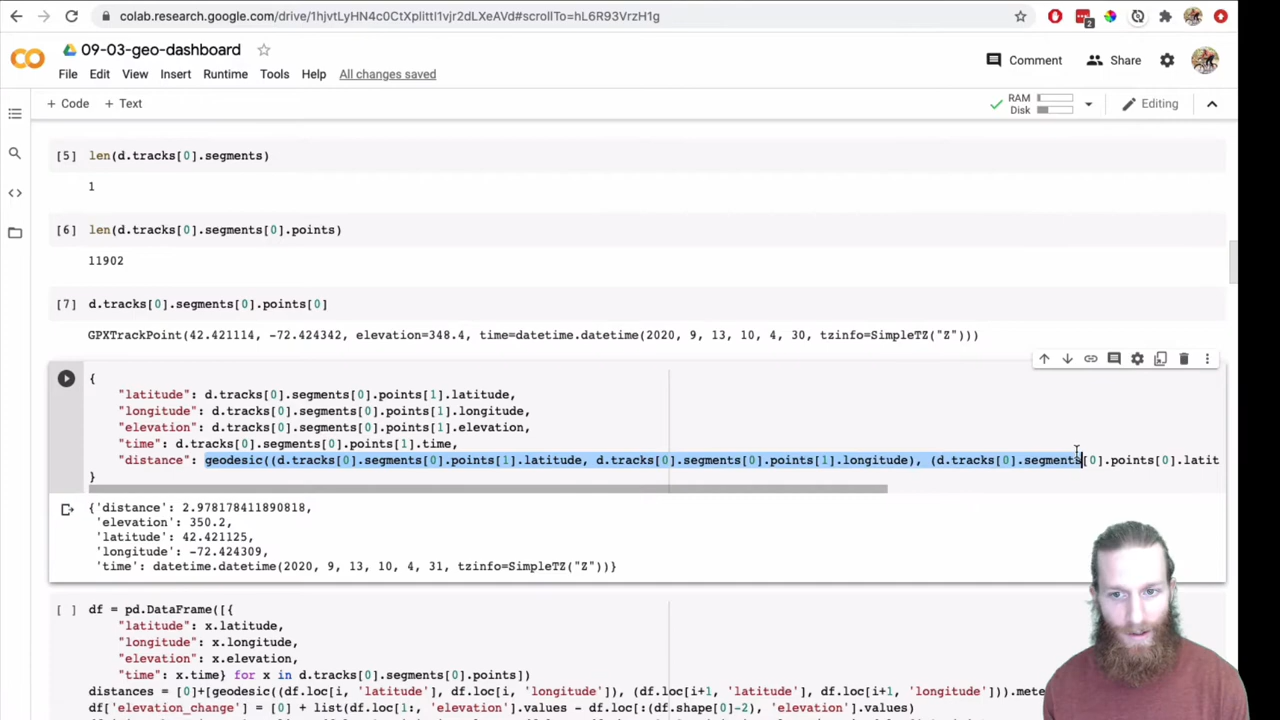 colab.research.google.com/drive/1hjvtLyHN4c0CtXplittI1vjr2dLXeAVd#scrollTo=hL6R93VrzH1g
2
09-03-geo-dashboard
File Edit View Insert Runtime Tools Help All changes saved
Comment Share
+ Code + Text
RAM
Disk
Editing
[5] len(d.tracks[0].segments)
1
[6] len(d.tracks[0].segments[0].points)
11902
[7] d.tracks[0].segments[0].points[0]
GPXTrackPoint(42.421114, -72.424342, elevation=348.4, time=datetime.datetime(2020, 9, 13, 10, 4, 30, tzinfo=SimpleTZ("Z")))
{
"latitude": d.tracks[0].segments[0].points[1].latitude,
"longitude": d.tracks[0].segments[0].points[1].longitude,
"elevation": d.tracks[0].segments[0].points[1].elevation,
"time": d.tracks[0].segments[0].points[1].time,
"distance": geodesic((d.tracks[0].segments[0].points[1].latitude, d.tracks[0].segments[0].points[1].longitude), (d.tracks[0].segments[0].points[0].latit
}
{'distance': 2.978178411890818,
'elevation': 350.2,
'latitude': 42.421125,
'longitude': -72.424309,
'time': datetime.datetime(2020, 9, 13, 10, 4, 31, tzinfo=SimpleTZ("Z"))}
[ ] df = pd.DataFrame([{
"latitude": x.latitude,
"longitude": x.longitude,
"elevation": x.elevation,
"time": x.time} for x in d.tracks[0].segments[0].points])
distances = [0]+[geodesic((df.loc[i, 'latitude'], df.loc[i, 'longitude']), (df.loc[i+1, 'latitude'], df.loc[i+1, 'longitude'])).mete
df['elevation_change'] = [0] + list(df.loc[1:, 'elevation'].values - df.loc[:(df.shape[0]-2), 'elevation'].values)